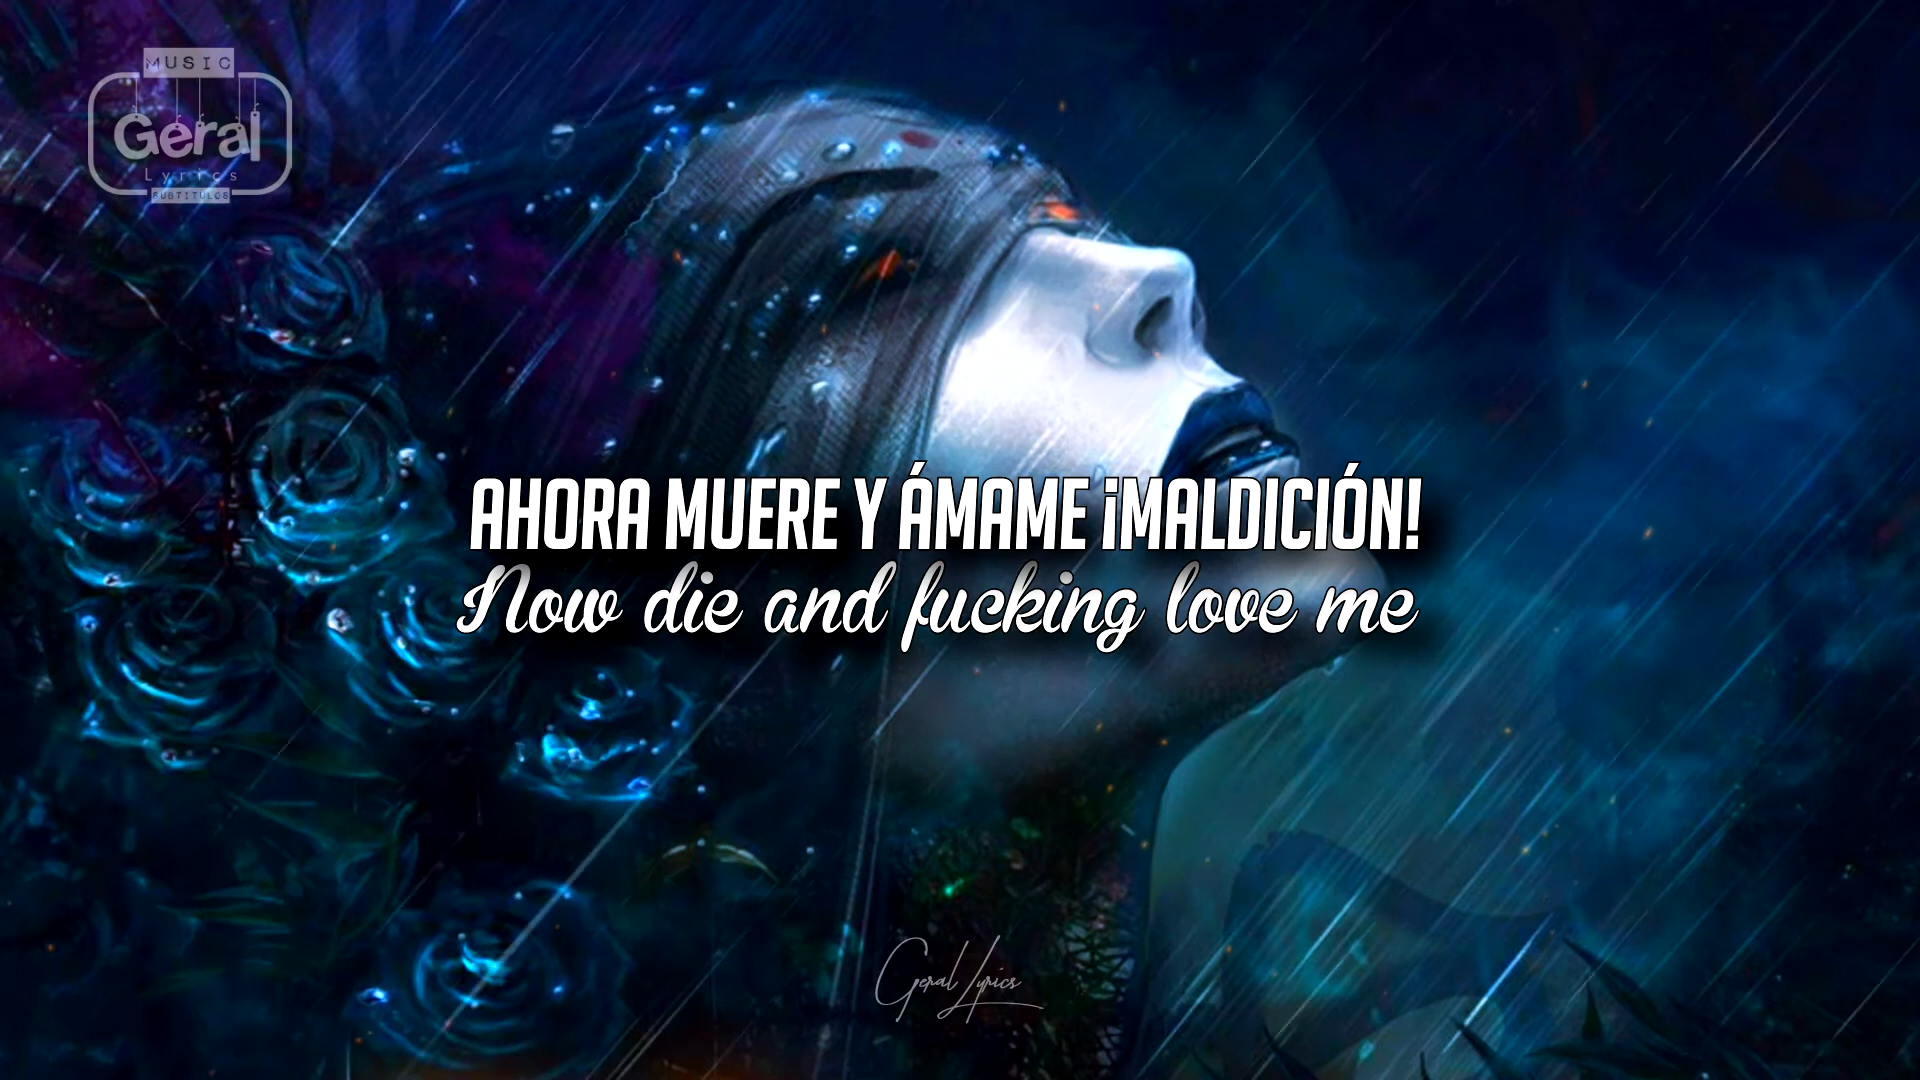 MUSIC
Geral
Lyrics
SUBTITULOS
AHORA MUERE Y ÁMAME ¡MALDICIÓN!
Now die and fucking love me
Geral Lyrics